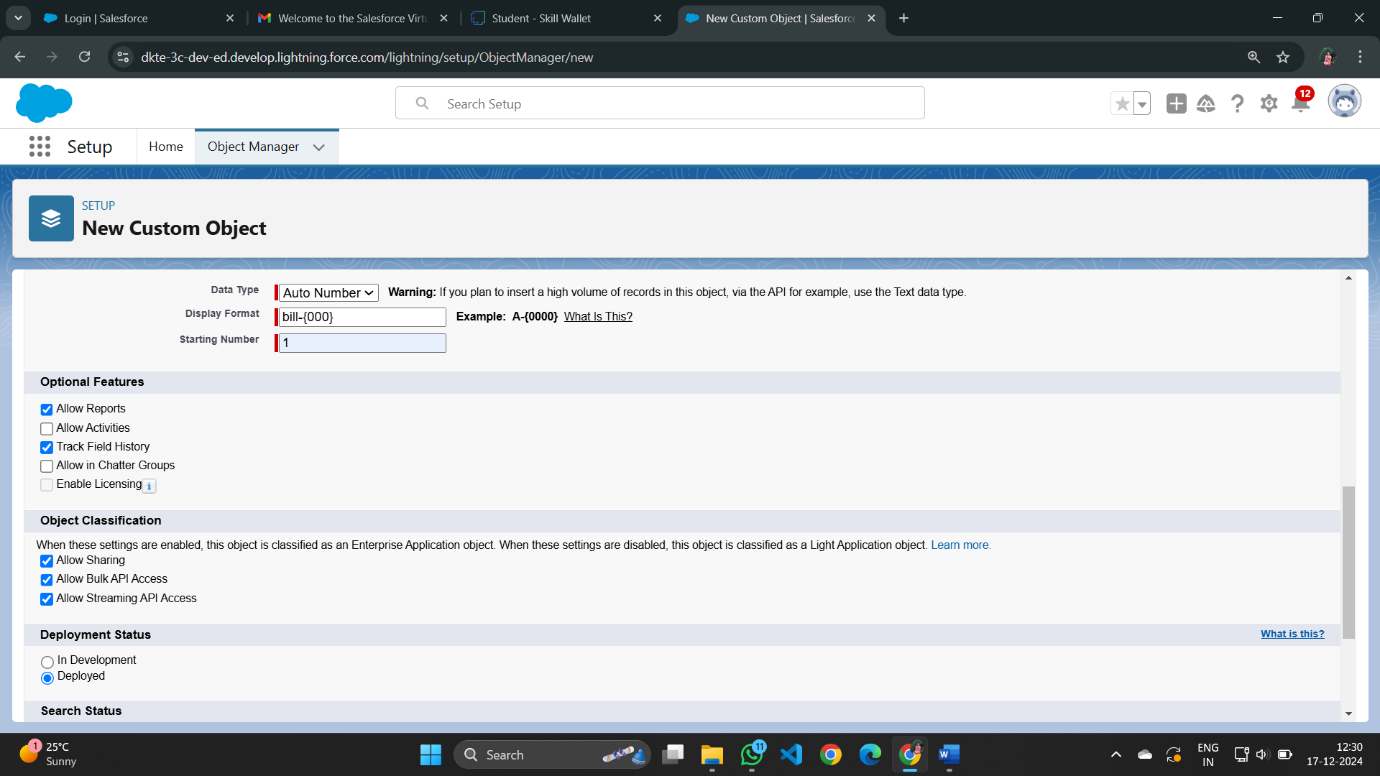 Login | Salesforce
Welcome to the Salesforce Virtu
Student - Skill Wallet
New Custom Object | Salesforce
dkte-3c-dev-ed.develop.lightning.force.com/lightning/setup/ObjectManager/new
Search Setup
12
Setup
Home
Object Manager
SETUP
New Custom Object
Data Type
Auto Number
Warning: If you plan to insert a high volume of records in this object, via the API for example, use the Text data type.
Display Format
bill-{000}
Example: A-{0000} What Is This?
Starting Number
1
Optional Features
Allow Reports
Allow Activities
Track Field History
Allow in Chatter Groups
Enable Licensing
i
Object Classification
When these settings are enabled, this object is classified as an Enterprise Application object. When these settings are disabled, this object is classified as a Light Application object. Learn more.
Allow Sharing
Allow Bulk API Access
Allow Streaming API Access
Deployment Status
What is this?
In Development
Deployed
Search Status
1
25°C
Sunny
Search
11
W
ENG
IN
12:30
17-12-2024